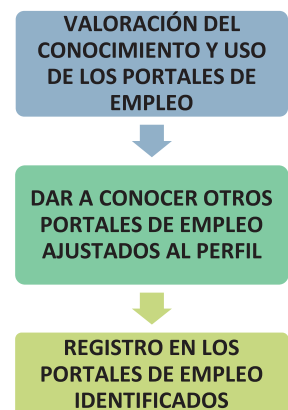 VALORACIÓN DEL
CONOCIMIENTO Y USO
DE LOS PORTALES DE
EMPLEO
DAR A CONOCER OTROS
PORTALES DE EMPLEO
AJUSTADOS AL PERFIL
REGISTRO EN LOS
PORTALES DE EMPLEO
IDENTIFICADOS